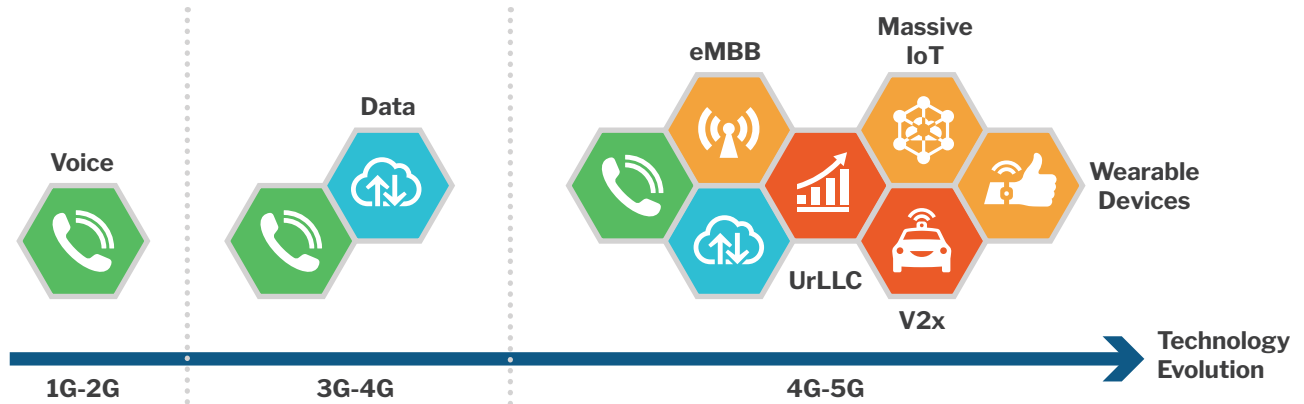 Voice
Data
eMBB
Massive
IoT
Wearable
Devices
UrLLC
V2x
Technology
Evolution
1G-2G
3G-4G
4G-5G